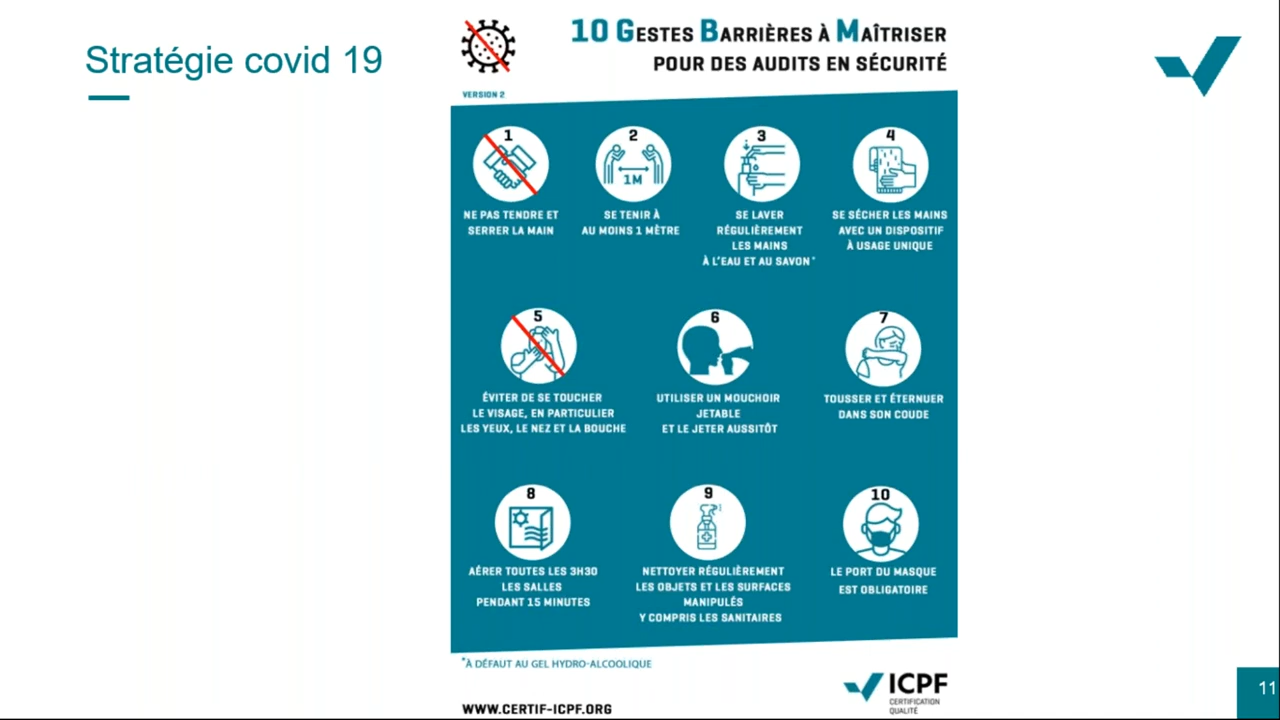 Stratégie covid 19
10 GESTES BARRIÈRES À MAÎTRISER
POUR DES AUDITS EN SÉCURITÉ
VERSION 2
1
NE PAS TENDRE ET
SERRER LA MAIN
2
1M
SE TENIR À
AU MOINS 1 MÈTRE
3
SE LAVER
RÉGULIÈREMENT
LES MAINS
À L'EAU ET AU SAVON*
4
SE SÉCHER LES MAINS
AVEC UN DISPOSITIF
À USAGE UNIQUE
5
ÉVITER DE SE TOUCHER
LE VISAGE, EN PARTICULIER
LES YEUX, LE NEZ ET LA BOUCHE
6
UTILISER UN MOUCHOIR
JETABLE
ET LE JETER AUSSITÔT
7
TOUSSER ET ÉTERNUER
DANS SON COUDE
8
AÉRER TOUTES LES 3H30
LES SALLES
PENDANT 15 MINUTES
9
NETTOYER RÉGULIÈREMENT
LES OBJETS ET LES SURFACES
MANIPULÉS
Y COMPRIS LES SANITAIRES
10
LE PORT DU MASQUE
EST OBLIGATOIRE
*À DÉFAUT AU GEL HYDRO-ALCOOLIQUE
WWW.CERTIF-ICPF.ORG
ICPF
CERTIFICATION
QUALITÉ
11